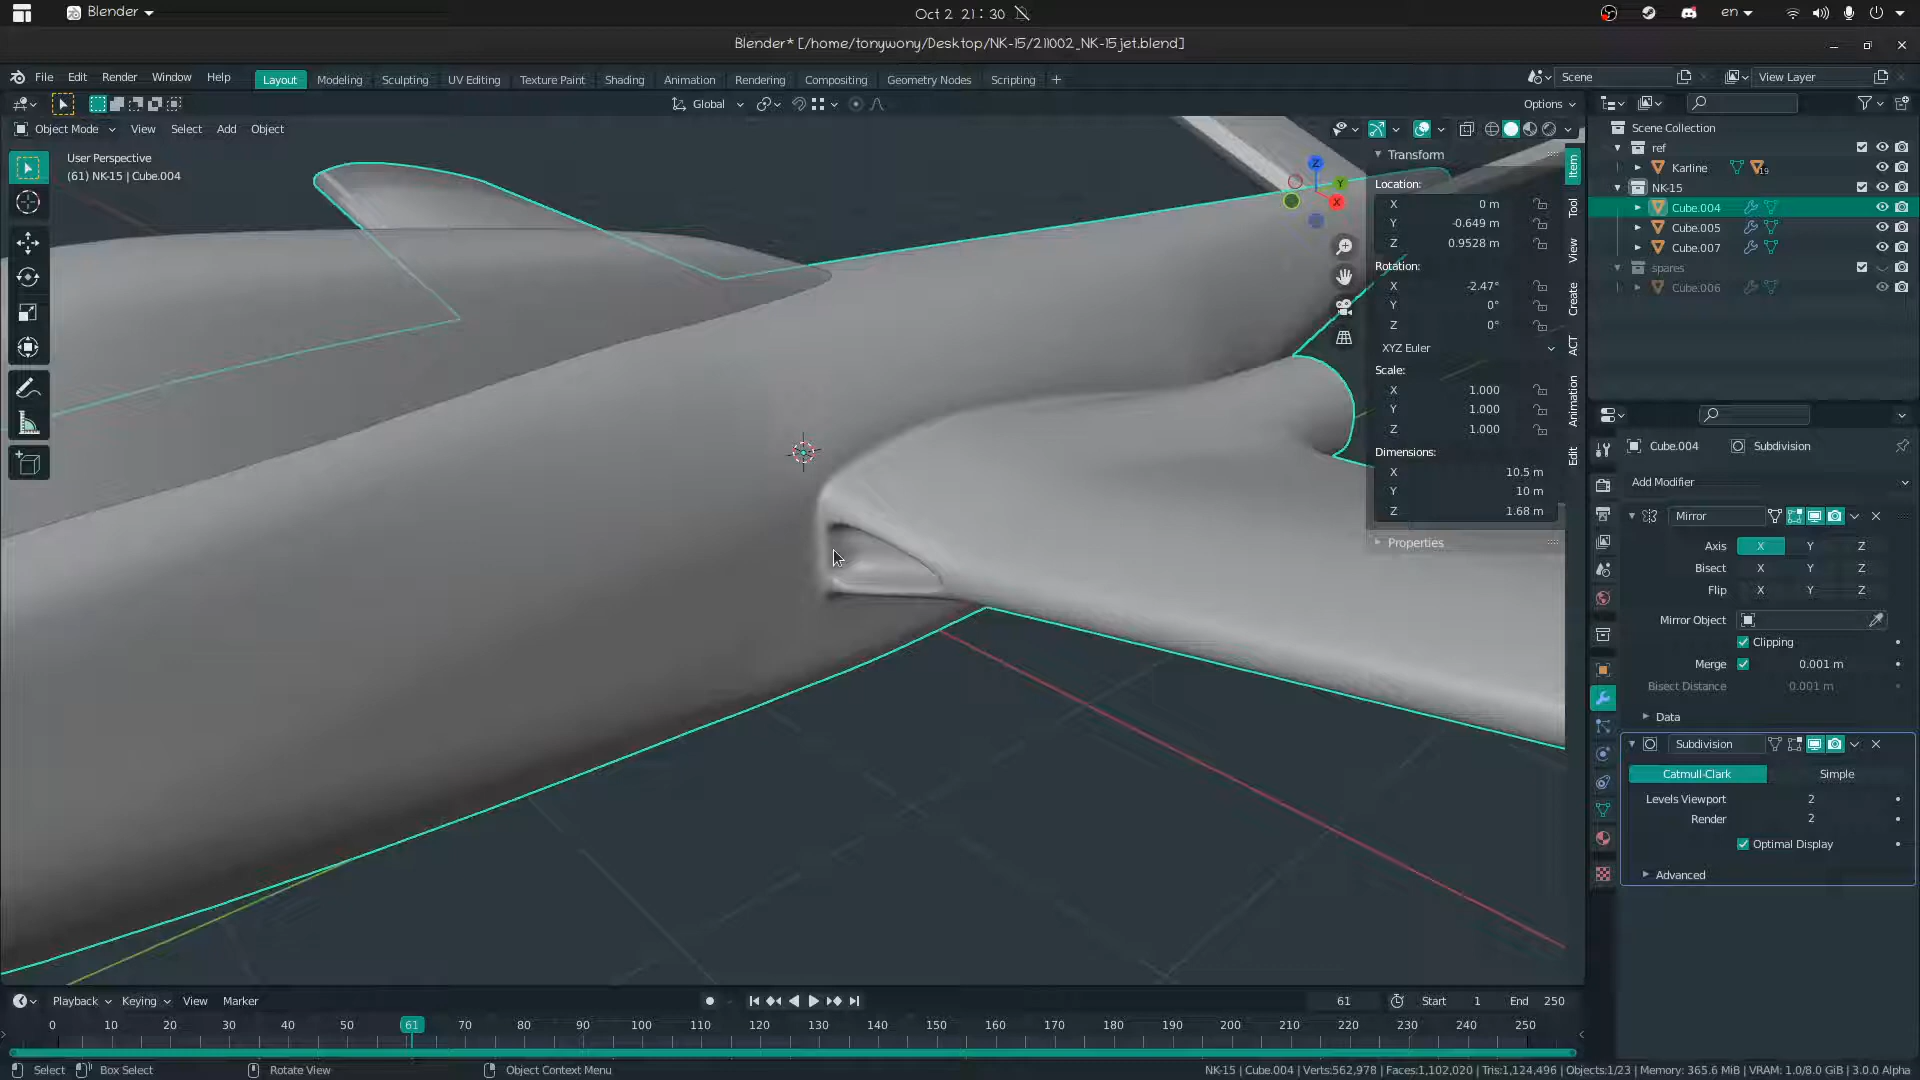 Blender
Oct 2 21:30
en
Blender* [/home/tonywony/Desktop/NK-15/211002_NK-15jet.blend]
File Edit Render Window Help
Layout Modeling Sculpting UV Editing Texture Paint Shading Animation Rendering Compositing Geometry Nodes Scripting +
Scene
View Layer
Global
Options
Object Mode View Select Add Object
User Perspective
(61) NK-15 | Cube.004
Z
Y
X
Transform
Location:
X 0 m
Y -0.649 m
Z 0.9528 m
Rotation:
X -2.47°
Y 0°
Z 0°
XYZ Euler
Scale:
X 1.000
Y 1.000
Z 1.000
Dimensions:
X 10.5 m
Y 10 m
Z 1.68 m
Properties
Item
Tool
View
Create
ACT
Animation
Edit
Scene Collection
ref
Karline
19
NK-15
Cube.004
Cube.005
Cube.007
spares
Cube.006
Cube.004 Subdivision
Add Modifier
Mirror
Axis X Y Z
Bisect X Y Z
Flip X Y Z
Mirror Object
Clipping
Merge 0.001 m
Bisect Distance 0.001 m
Data
Subdivision
Catmull-Clark Simple
Levels Viewport 2
Render 2
Optimal Display
Advanced
Playback Keying View Marker
61 Start 1 End 250
0 10 20 30 40 50 61 70 80 90 100 110 120 130 140 150 160 170 180 190 200 210 220 230 240 250
Select Box Select Rotate View Object Context Menu
NK-15 | Cube.004 | Verts:562,978 | Faces:1,102,020 | Tris:1,124,496 | Objects:1/23 | Memory: 365.6 MiB | VRAM: 1.0/8.0 GiB | 3.0.0 Alpha